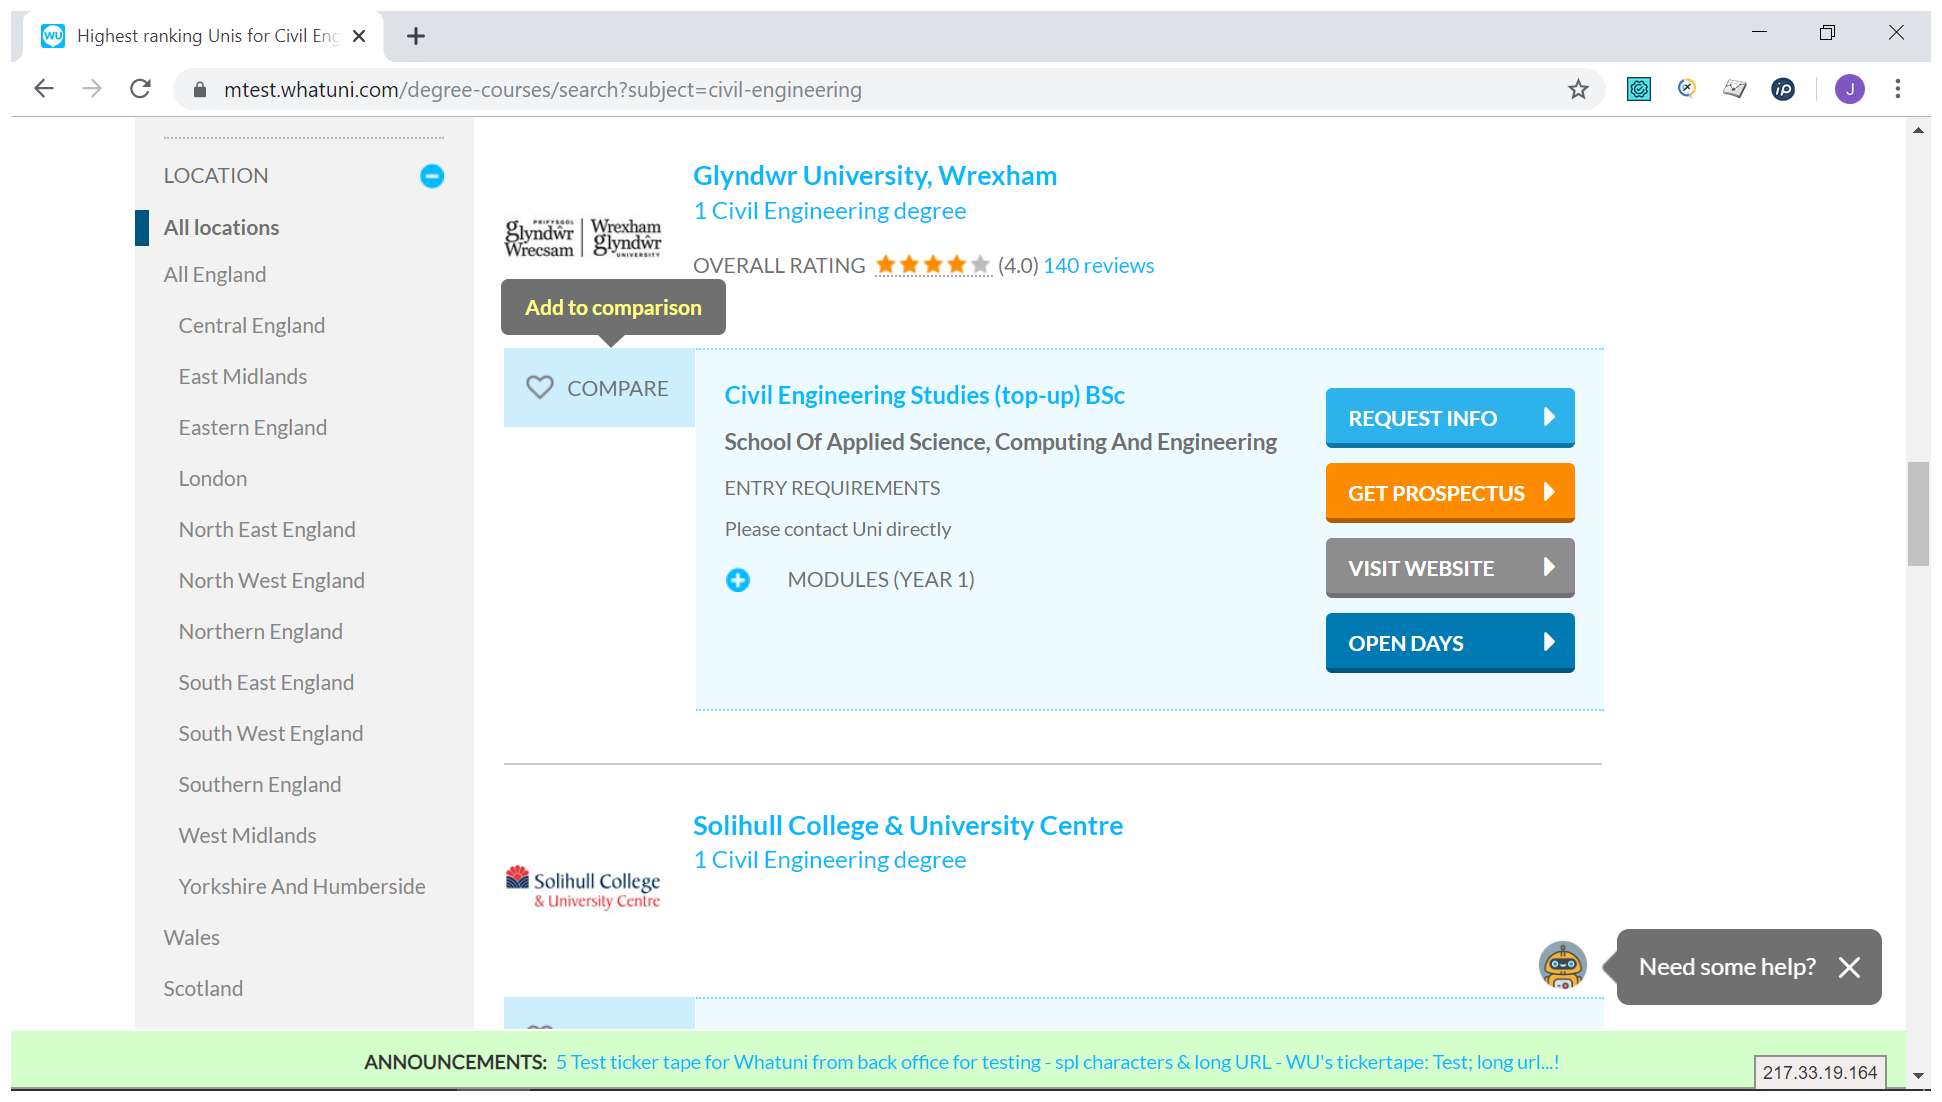 WU Highest ranking Unis for Civil Eng
mtest.whatuni.com/degree-courses/search?subject=civil-engineering
ip
J
LOCATION
All locations
All England
Central England
East Midlands
Eastern England
London
North East England
North West England
Northern England
South East England
South West England
Southern England
West Midlands
Yorkshire And Humberside
Wales
Scotland
PRIFYSGOL
glyndŵr
Wrecsam
Wrexham
glyndŵr
UNIVERSITY
Glyndwr University, Wrexham
1 Civil Engineering degree
OVERALL RATING (4.0) 140 reviews
Add to comparison
COMPARE
Civil Engineering Studies (top-up) BSc
School Of Applied Science, Computing And Engineering
ENTRY REQUIREMENTS
Please contact Uni directly
MODULES (YEAR 1)
REQUEST INFO
GET PROSPECTUS
VISIT WEBSITE
OPEN DAYS
Solihull College
& University Centre
Solihull College & University Centre
1 Civil Engineering degree
Need some help?
ANNOUNCEMENTS: 5 Test ticker tape for Whatuni from back office for testing - spl characters & long URL - WU's tickertape: Test; long url...!
217.33.19.164